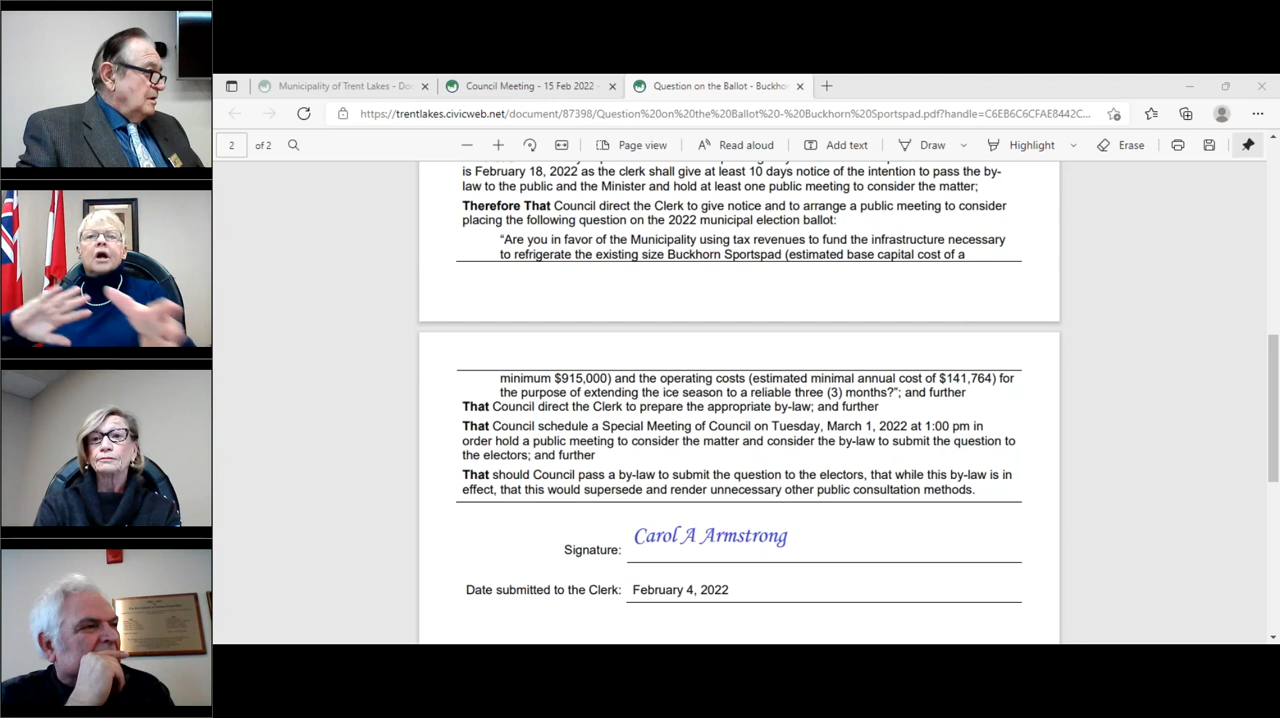 Municipality of Trent Lakes - Doc
Council Meeting - 15 Feb 2022
Question on the Ballot - Buckho
https://trentlakes.civicweb.net/document/87398/Question%20on%20the%20Ballot%20-%20Buckhorn%20Sportspad.pdf?handle=C6EB6C6CFAE8442C...
2 of 2
Page view
Read aloud
Add text
Draw
Highlight
Erase
is February 18, 2022 as the clerk shall give at least 10 days notice of the intention to pass the by-
law to the public and the Minister and hold at least one public meeting to consider the matter;
Therefore That Council direct the Clerk to give notice and to arrange a public meeting to consider
placing the following question on the 2022 municipal election ballot:
“Are you in favor of the Municipality using tax revenues to fund the infrastructure necessary
to refrigerate the existing size Buckhorn Sportspad (estimated base capital cost of a
minimum $915,000) and the operating costs (estimated minimal annual cost of $141,764) for
the purpose of extending the ice season to a reliable three (3) months?”; and further
That Council direct the Clerk to prepare the appropriate by-law; and further
That Council schedule a Special Meeting of Council on Tuesday, March 1, 2022 at 1:00 pm in
order hold a public meeting to consider the matter and consider the by-law to submit the question to
the electors; and further
That should Council pass a by-law to submit the question to the electors, that while this by-law is in
effect, that this would supersede and render unnecessary other public consultation methods.
Signature: Carol A Armstrong
Date submitted to the Clerk: February 4, 2022